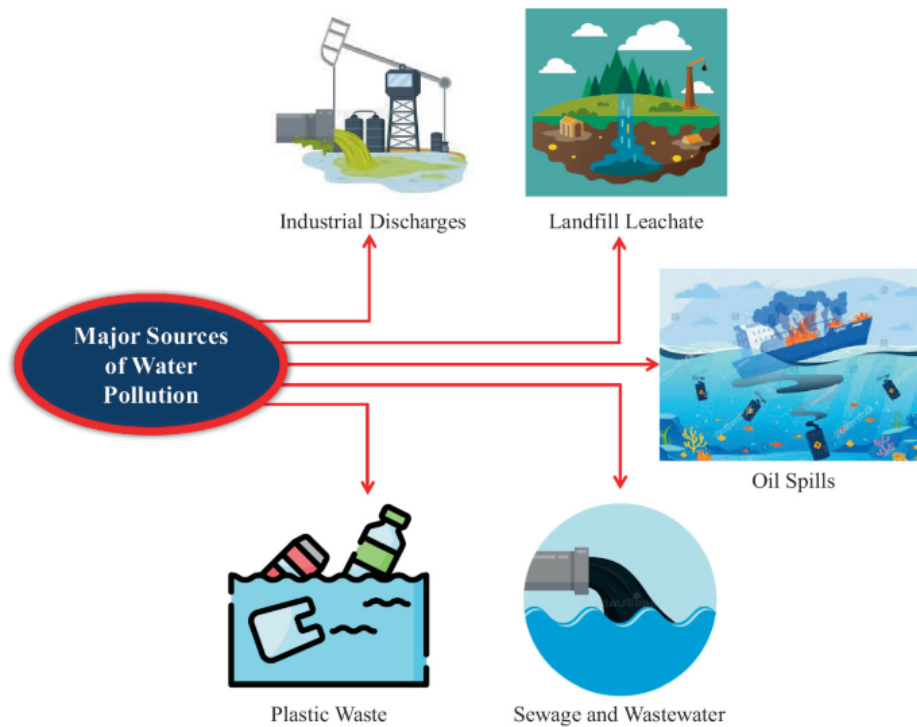 Industrial Discharges
Landfill Leachate
Major Sources
of Water
Pollution
Oil Spills
Plastic Waste
Sewage and Wastewater